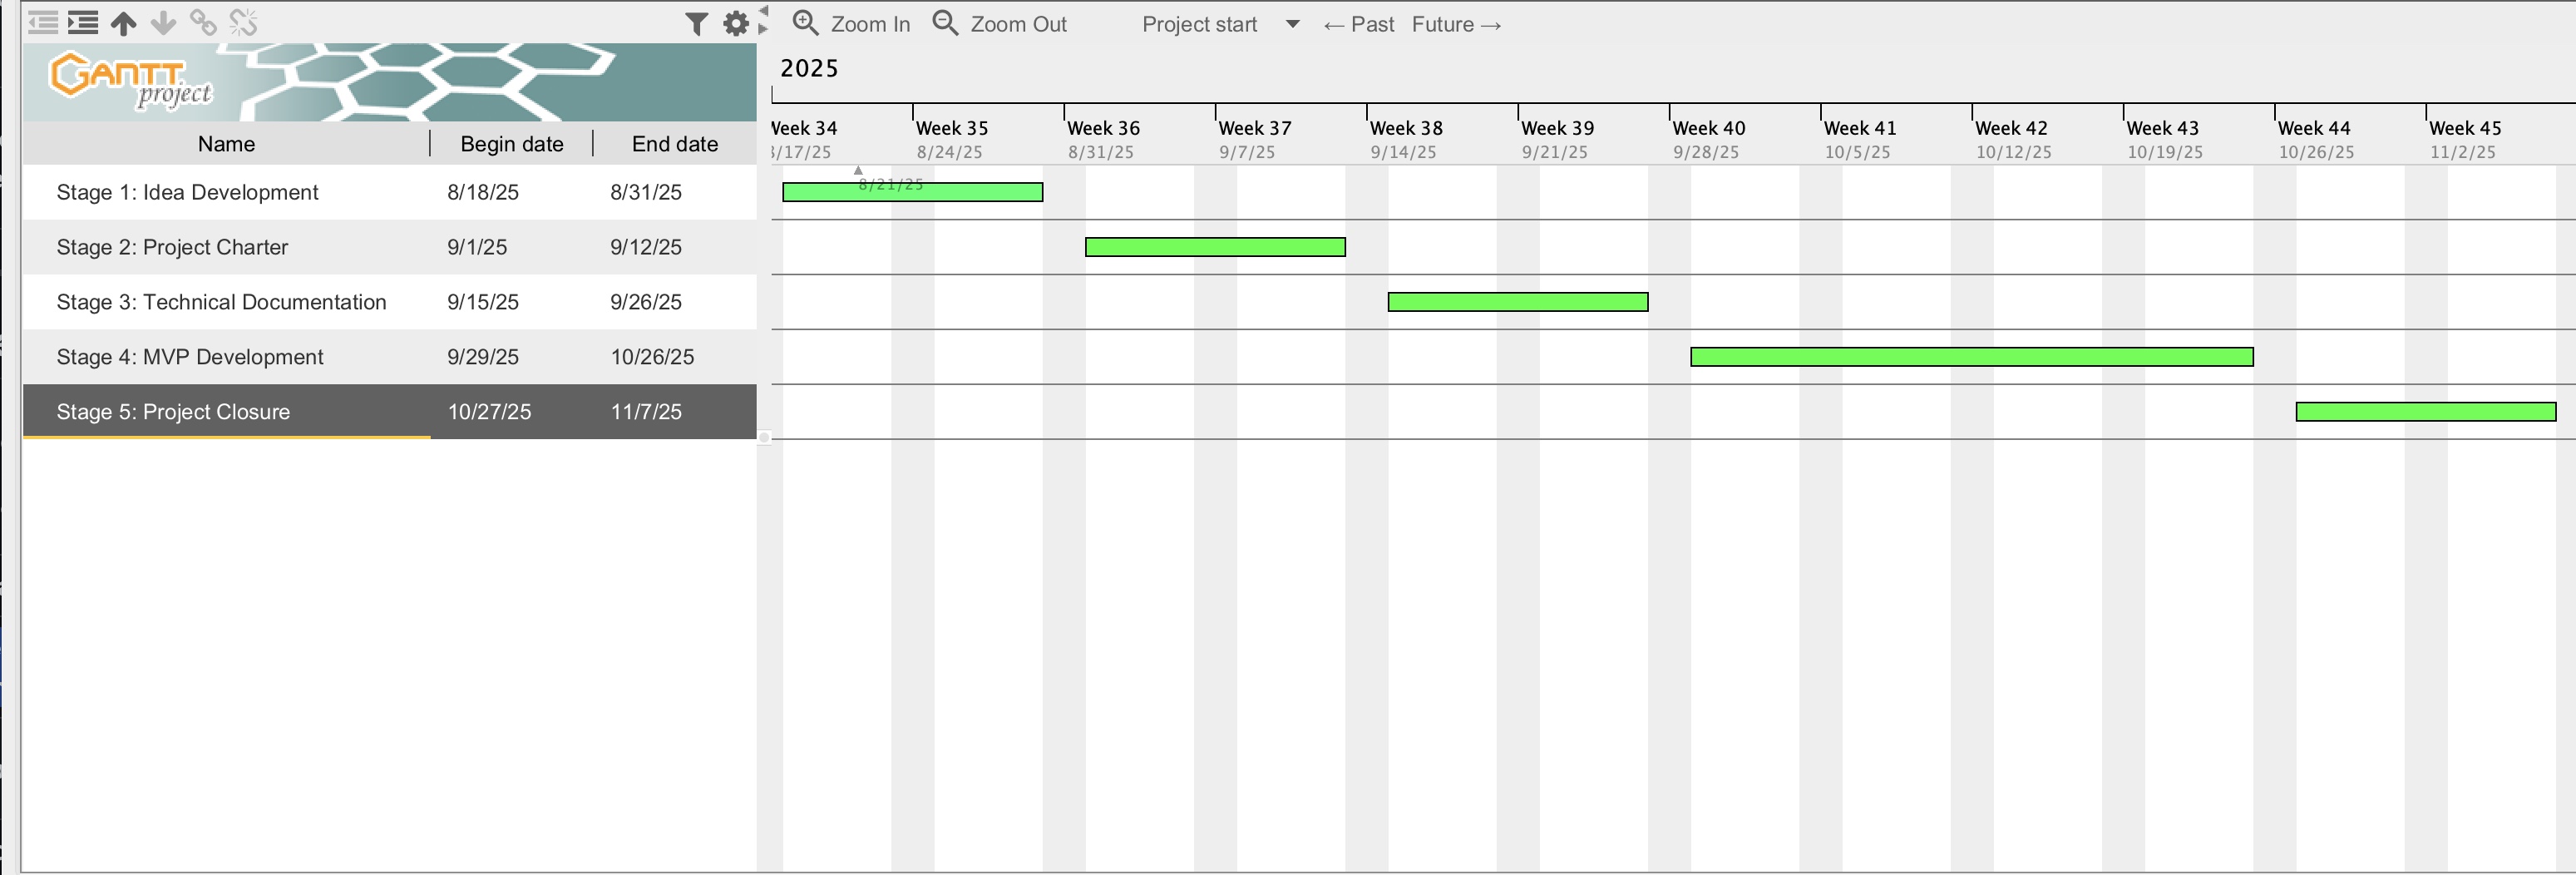 Zoom In Zoom Out Project start ← Past Future →
GANTT
project
2025
Name Begin date End date
Week 34 Week 35 Week 36 Week 37 Week 38 Week 39 Week 40 Week 41 Week 42 Week 43 Week 44 Week 45
8/17/25 8/24/25 8/31/25 9/7/25 9/14/25 9/21/25 9/28/25 10/5/25 10/12/25 10/19/25 10/26/25 11/2/25
8/21/25
Stage 1: Idea Development 8/18/25 8/31/25
Stage 2: Project Charter 9/1/25 9/12/25
Stage 3: Technical Documentation 9/15/25 9/26/25
Stage 4: MVP Development 9/29/25 10/26/25
Stage 5: Project Closure 10/27/25 11/7/25